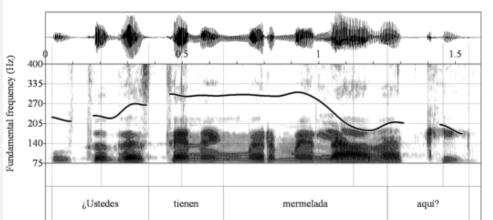 0 0.5 1 1.5
Fundamental frequency (Hz)
400
335
270
205
140
75
¿Ustedes tienen mermelada aquí?